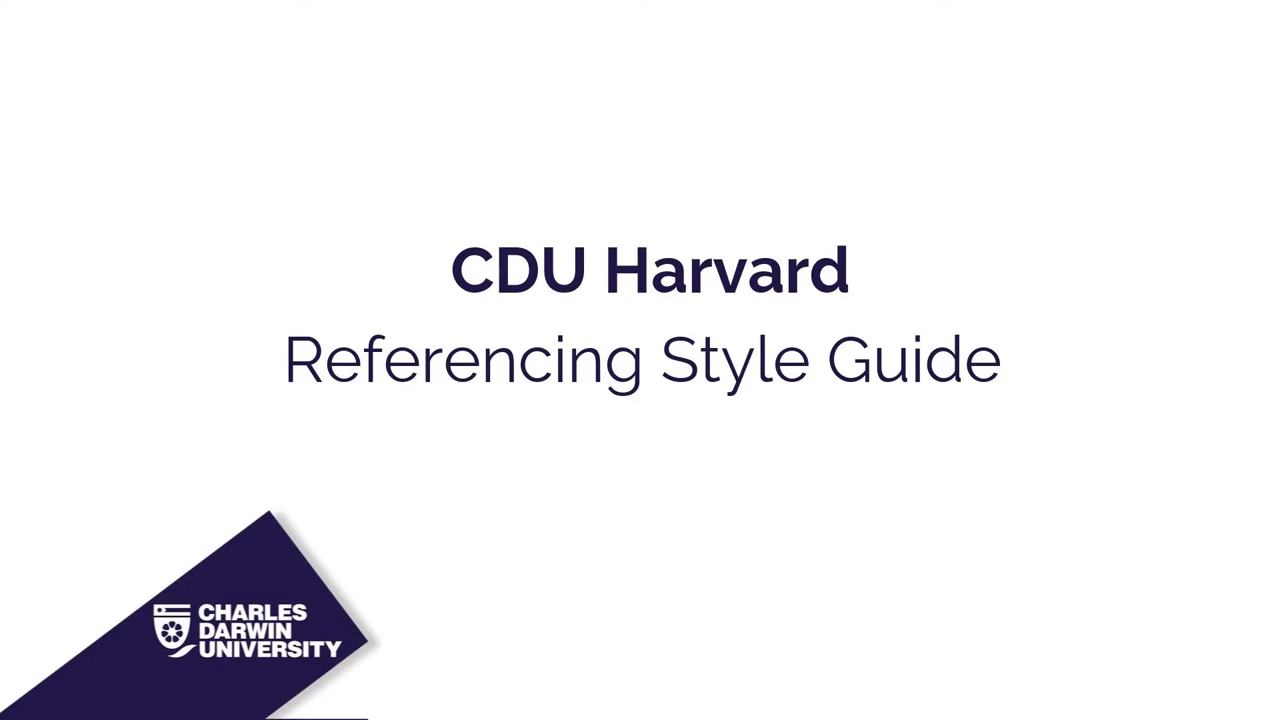 CDU Harvard
Referencing Style Guide
CHARLES
DARWIN
UNIVERSITY